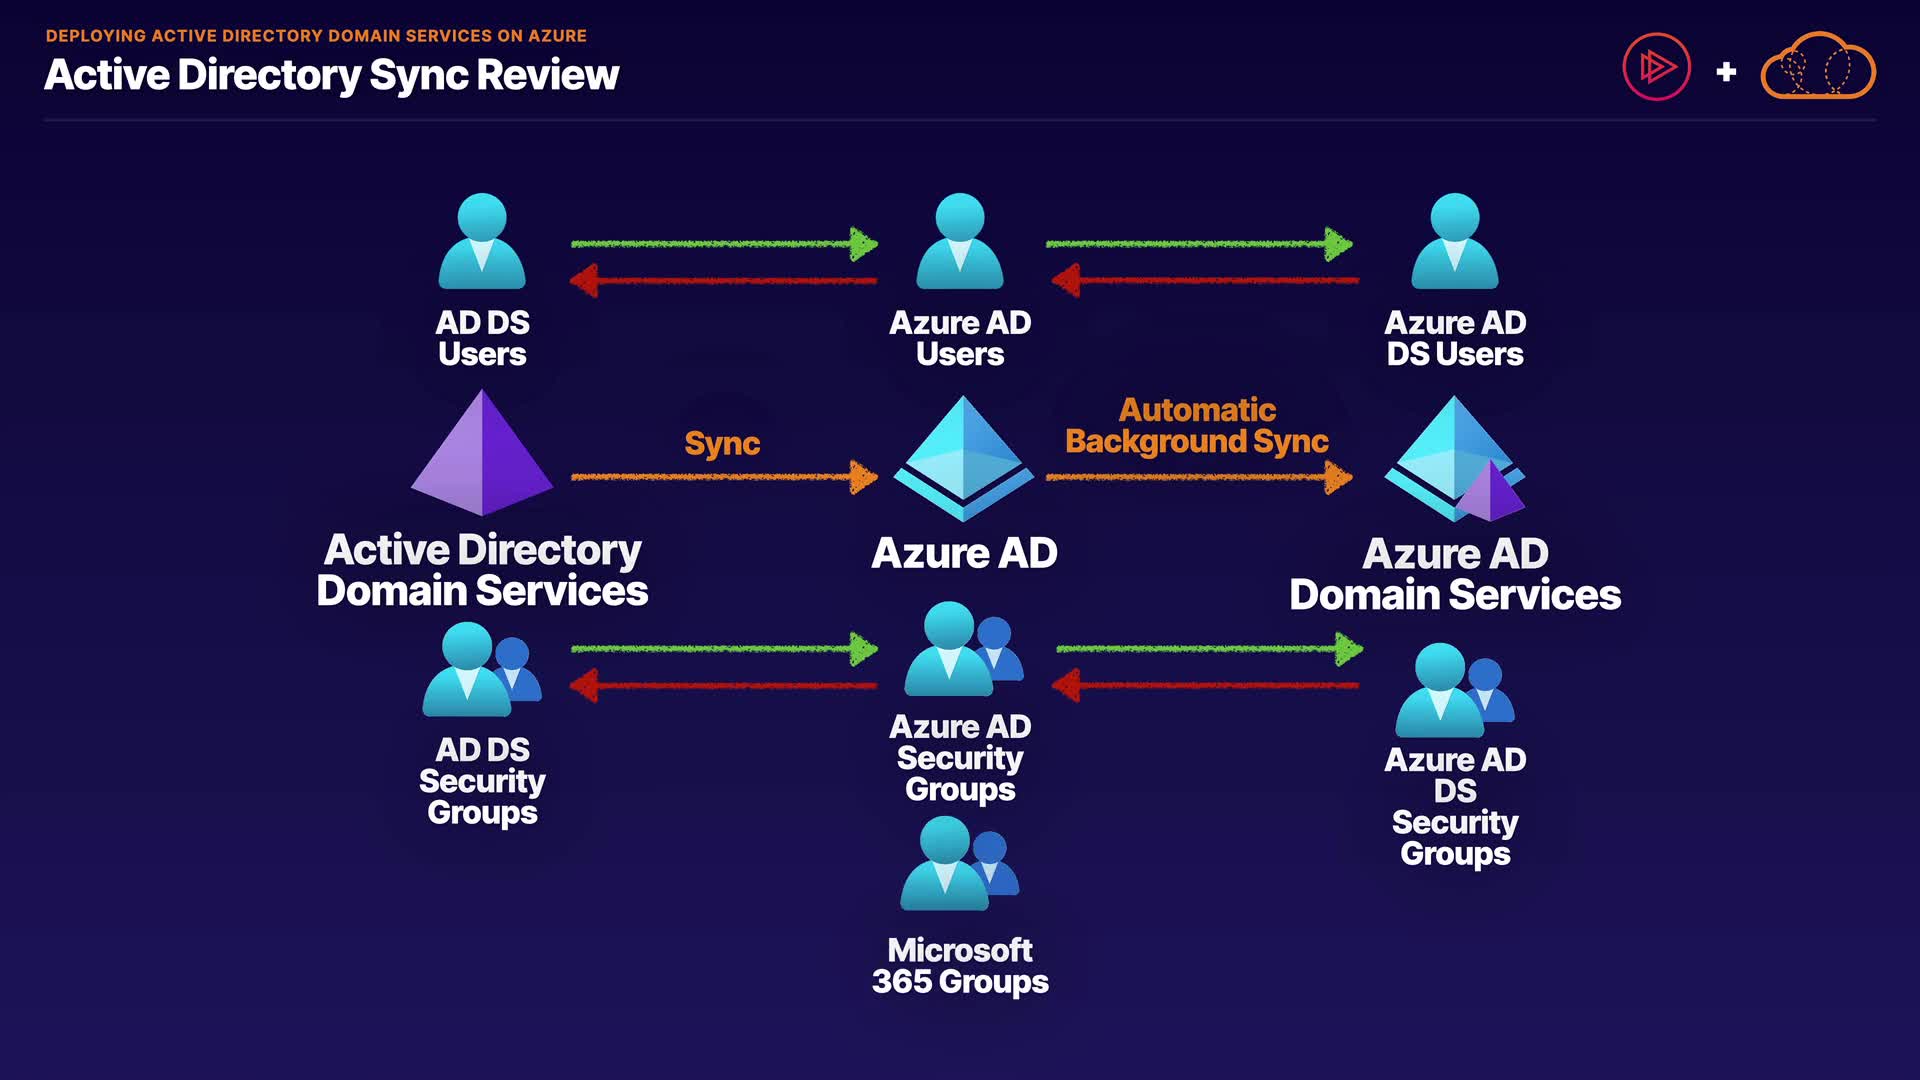 DEPLOYING ACTIVE DIRECTORY DOMAIN SERVICES ON AZURE
Active Directory Sync Review
AD DS
Users
Azure AD
Users
Azure AD
DS Users
Sync
Automatic
Background Sync
Active Directory
Domain Services
Azure AD
Azure AD
Domain Services
AD DS
Security
Groups
Azure AD
Security
Groups
Azure AD
DS
Security
Groups
Microsoft
365 Groups